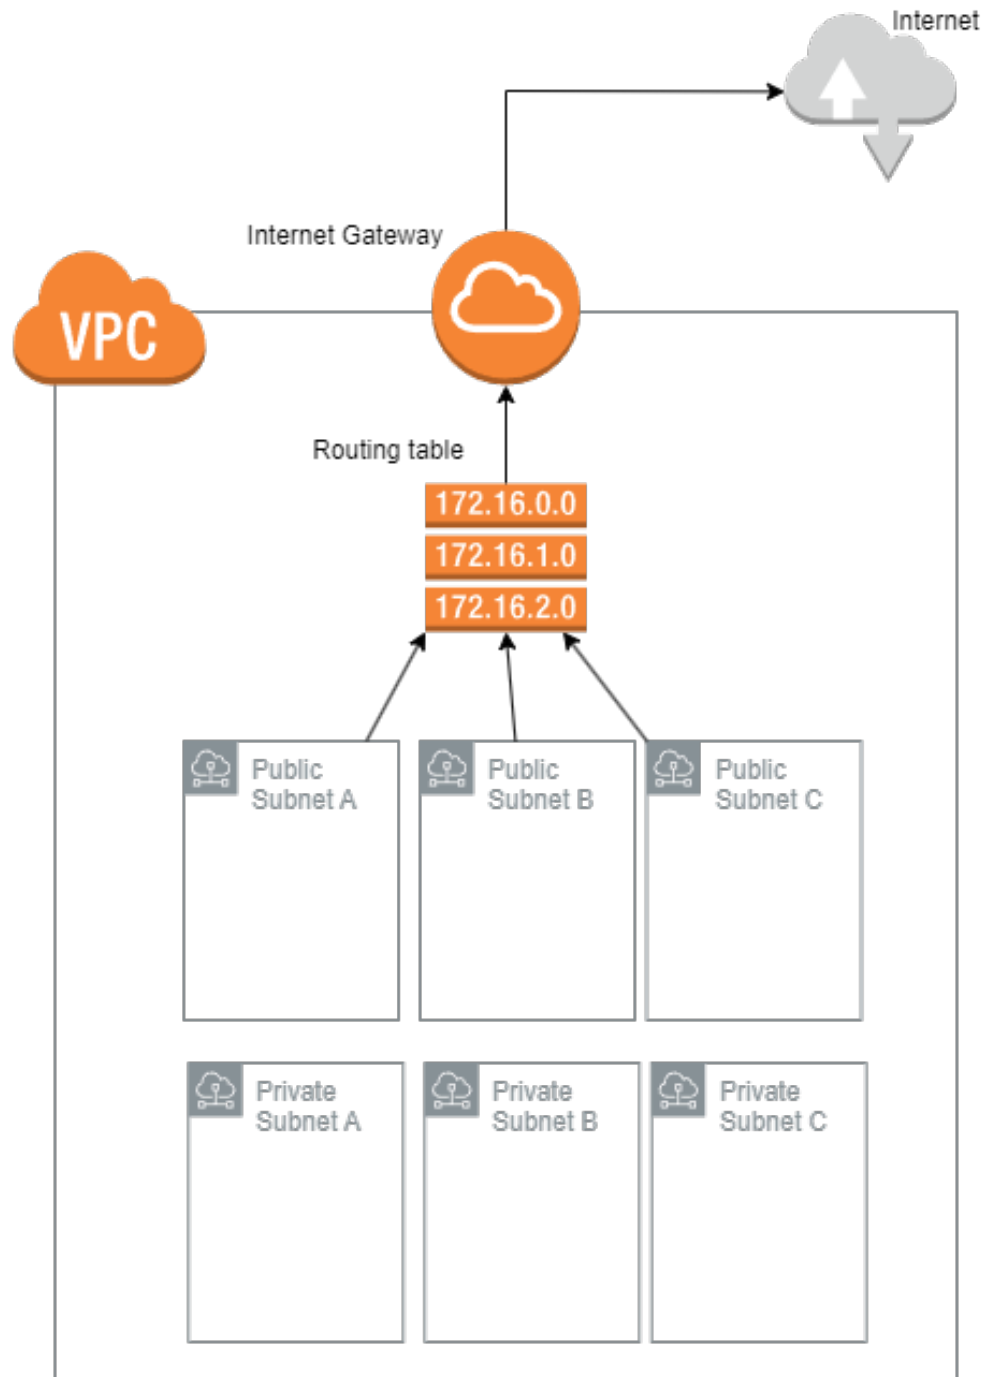 Internet
Internet Gateway
VPC
Routing table
172.16.0.0
172.16.1.0
172.16.2.0
Public
Subnet A
Public
Subnet B
Public
Subnet C
Private
Subnet A
Private
Subnet B
Private
Subnet C